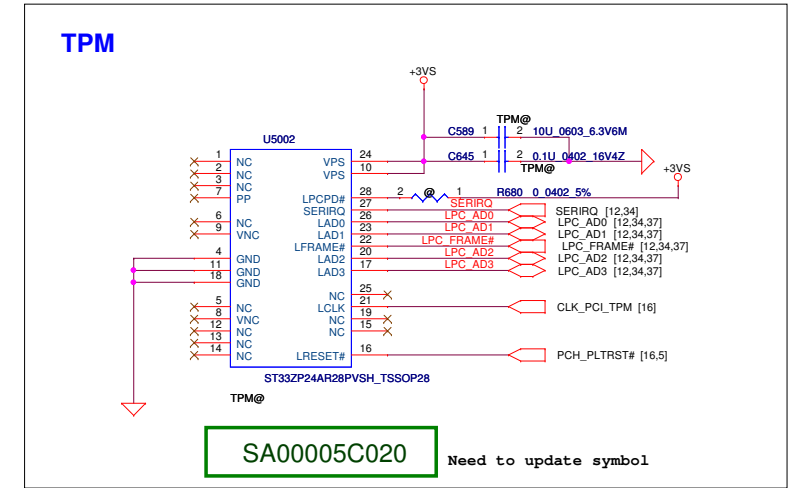 TPM
+3VS
TPM@
C589 1 2 10U_0603_6.3V6M
U5002
C645 1 2 0.1U_0402_16V4Z
TPM@
+3VS
1 NC VPS 24
2 NC VPS 10
3 NC
7 PP LPCPD# 28 2 @ 1 R680 0_0402_5%
SERIRQ 27 SERIRQ SERIRQ [12,34]
6 NC LAD0 26 LPC_AD0 LPC_AD0 [12,34,37]
9 VNC LAD1 23 LPC_AD1 LPC_AD1 [12,34,37]
LFRAME# 22 LPC_FRAME# LPC_FRAME# [12,34,37]
4 GND LAD2 20 LPC_AD2 LPC_AD2 [12,34,37]
11 GND LAD3 17 LPC_AD3 LPC_AD3 [12,34,37]
18 GND
NC 25
5 NC LCLK 21 CLK_PCI_TPM [16]
8 VNC NC 19
12 NC NC 15
13 NC
14 NC LRESET# 16 PCH_PLTRST# [16,5]
ST33ZP24AR28PVSH_TSSOP28
TPM@
SA00005C020
Need to update symbol